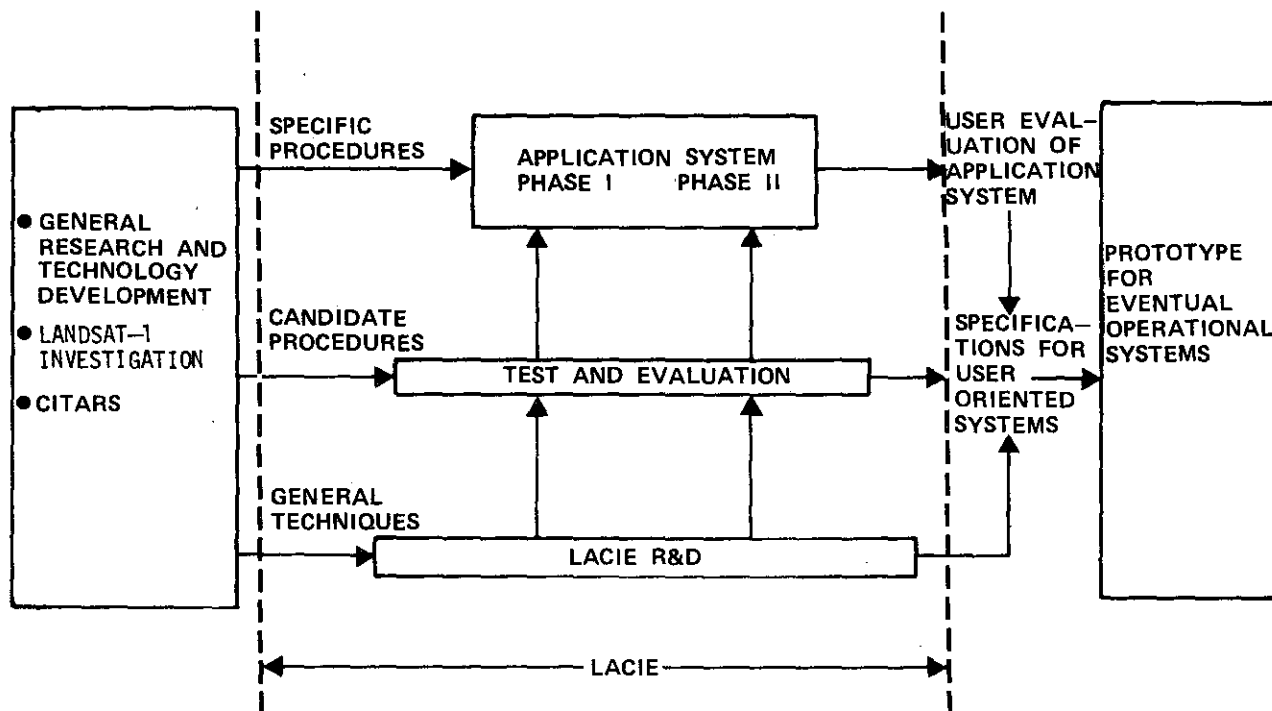 ● GENERAL
RESEARCH AND
TECHNOLOGY
DEVELOPMENT
● LANDSAT-1
INVESTIGATION
● CITARS
SPECIFIC
PROCEDURES
CANDIDATE
PROCEDURES
GENERAL
TECHNIQUES
APPLICATION SYSTEM
PHASE I PHASE II
TEST AND EVALUATION
LACIE R&D
LACIE
USER EVAL-
UATION OF
APPLICATION
SYSTEM
SPECIFICA-
TIONS FOR
USER
ORIENTED
SYSTEMS
PROTOTYPE
FOR
EVENTUAL
OPERATIONAL
SYSTEMS